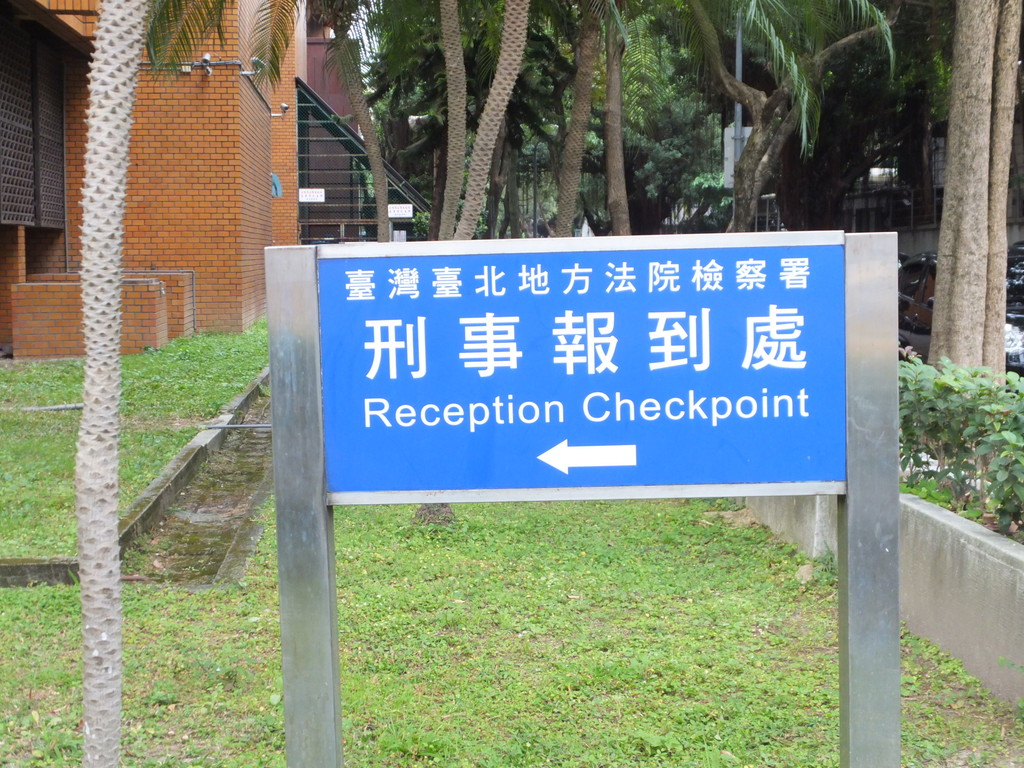 臺灣臺北地方法院檢察署
刑事報到處
Reception Checkpoint